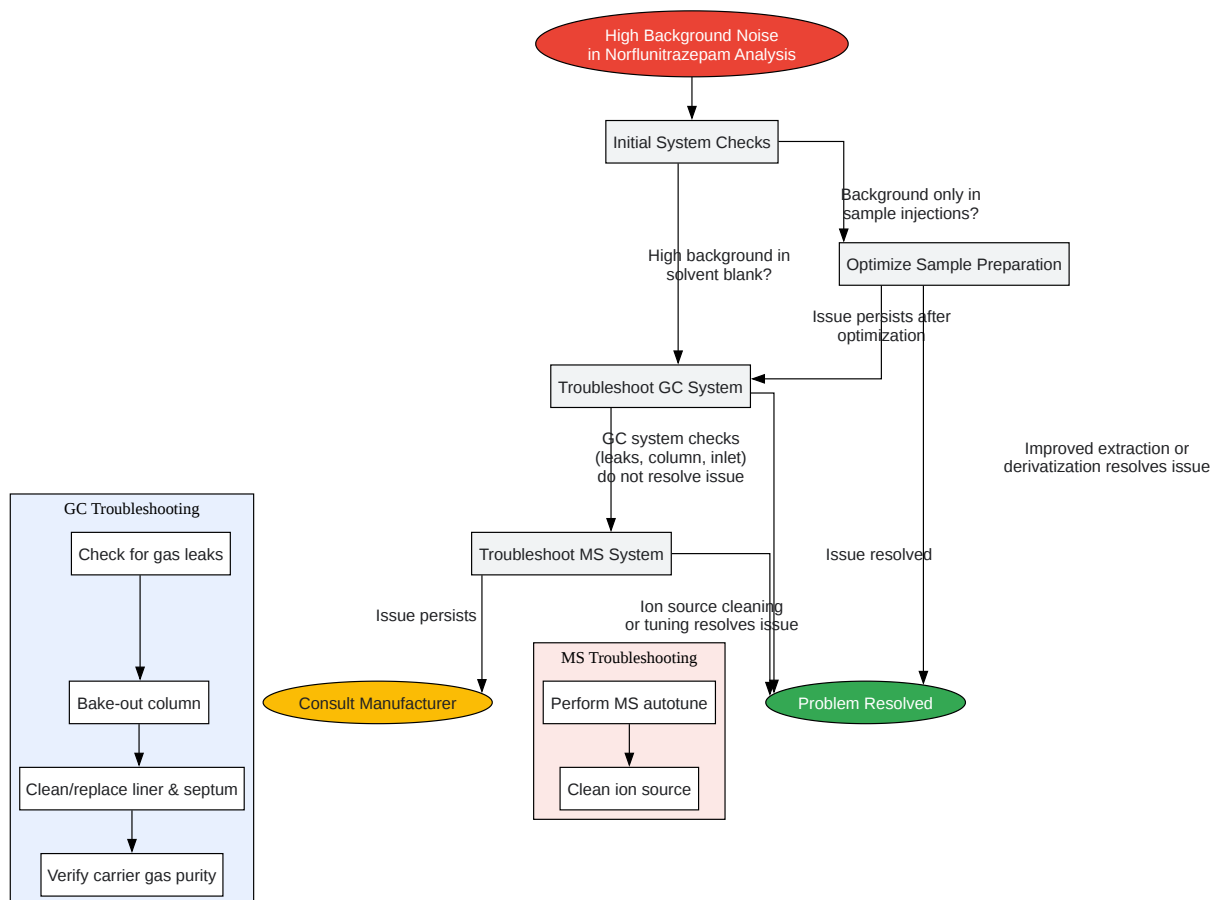 High Background Noise
in Norflunitrazepam Analysis
Initial System Checks
Background only in
sample injections?
High background in
solvent blank?
Optimize Sample Preparation
Issue persists after
optimization
Troubleshoot GC System
GC system checks
(leaks, column, inlet)
do not resolve issue
Improved extraction or
derivatization resolves issue
GC Troubleshooting
Check for gas leaks
Troubleshoot MS System
Issue resolved
Issue persists
Ion source cleaning
or tuning resolves issue
MS Troubleshooting
Bake-out column
Consult Manufacturer
Perform MS autotune
Problem Resolved
Clean/replace liner & septum
Clean ion source
Verify carrier gas purity